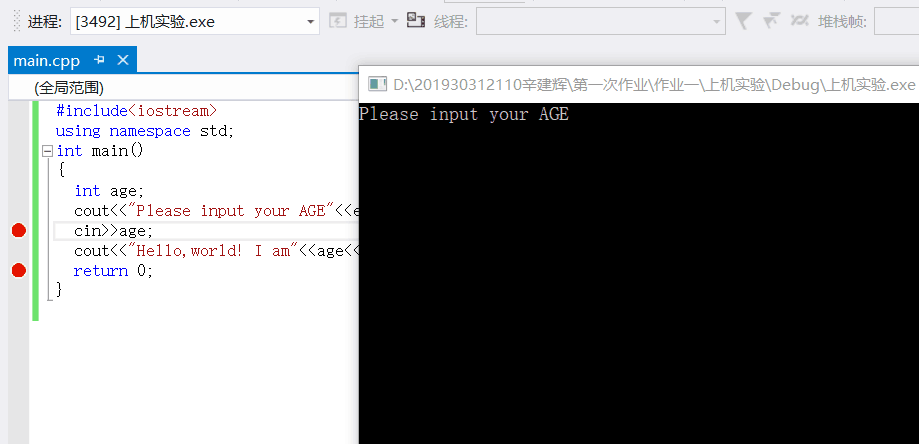 进程: [3492] 上机实验.exe 挂起 线程: 堆栈帧:
main.cpp
(全局范围)
D:\201930312110辛建辉\第一次作业\作业一\上机实验\Debug\上机实验.exe
Please input your AGE
#include<iostream>
using namespace std;
int main()
{
int age;
cout<<"Please input your AGE"<<e
cin>>age;
cout<<"Hello,world! I am"<<age<<
return 0;
}